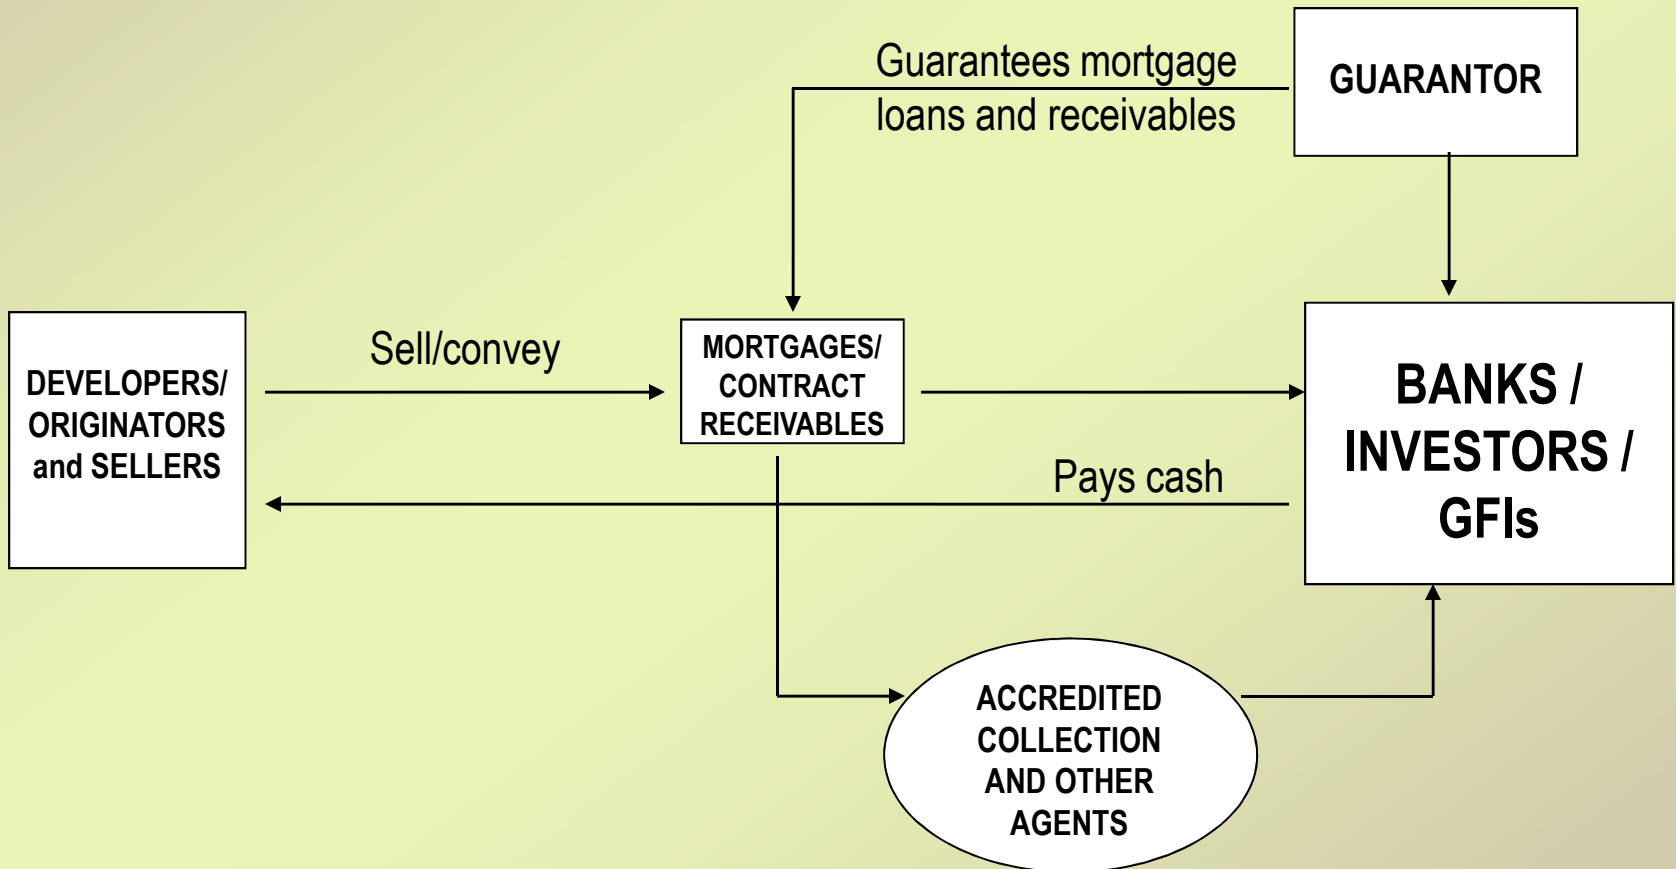 Guarantees mortgage
loans and receivables
GUARANTOR
DEVELOPERS/
ORIGINATORS
and SELLERS
Sell/convey
MORTGAGES/
CONTRACT
RECEIVABLES
BANKS /
INVESTORS /
GFIs
Pays cash
ACCREDITED
COLLECTION
AND OTHER
AGENTS